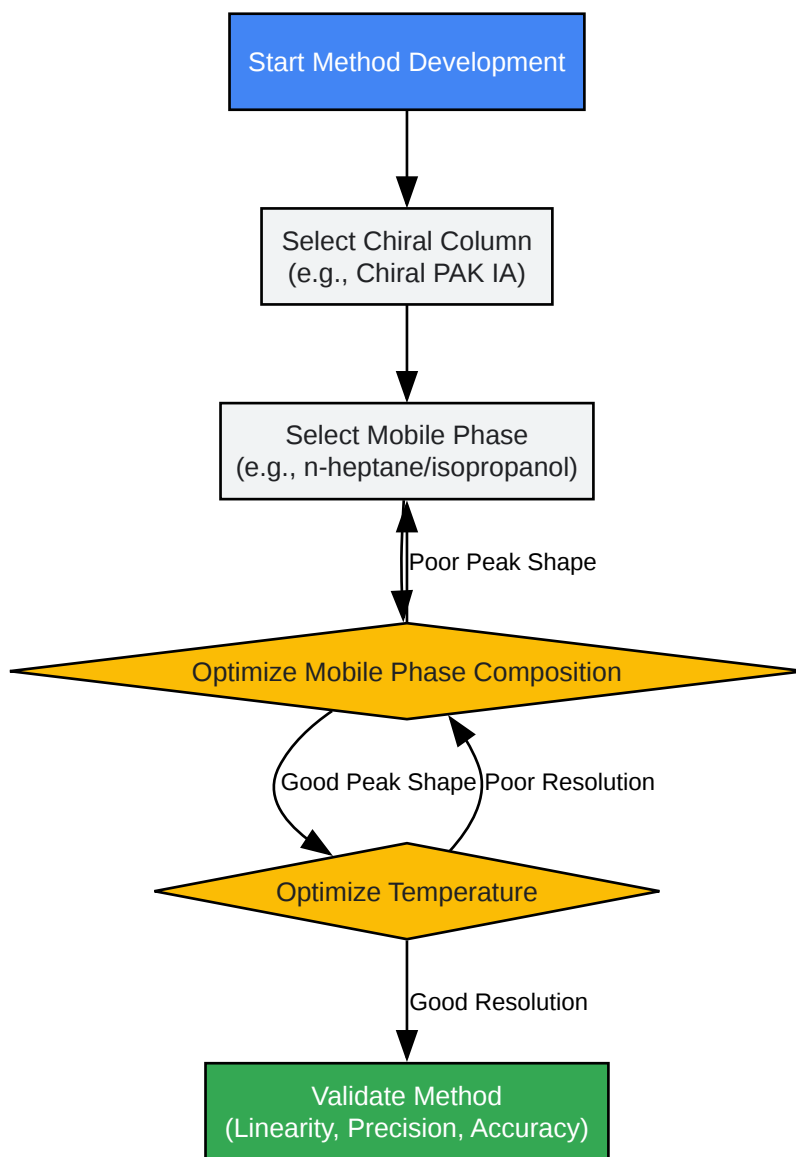 Start Method Development
Select Chiral Column
(e.g., Chiral PAK IA)
Select Mobile Phase
(e.g., n-heptane/isopropanol)
Poor Peak Shape
Optimize Mobile Phase Composition
Good Peak Shape
Poor Resolution
Optimize Temperature
Good Resolution
Validate Method
(Linearity, Precision, Accuracy)